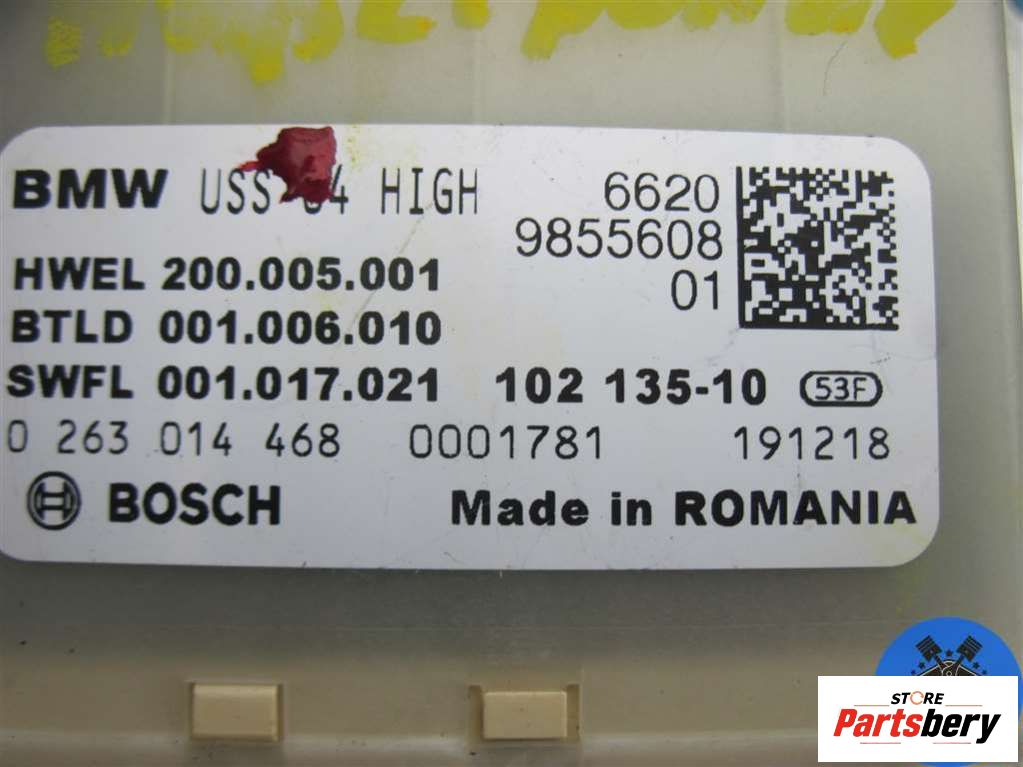 BMW USS 04 HIGH 6620
9855608
HWEL 200.005.001 01
BTLD 001.006.010
SWFL 001.017.021 102 135-10 53F
0 263 014 468 0001781 191218
BOSCH Made in ROMANIA
STORE
Partsbery